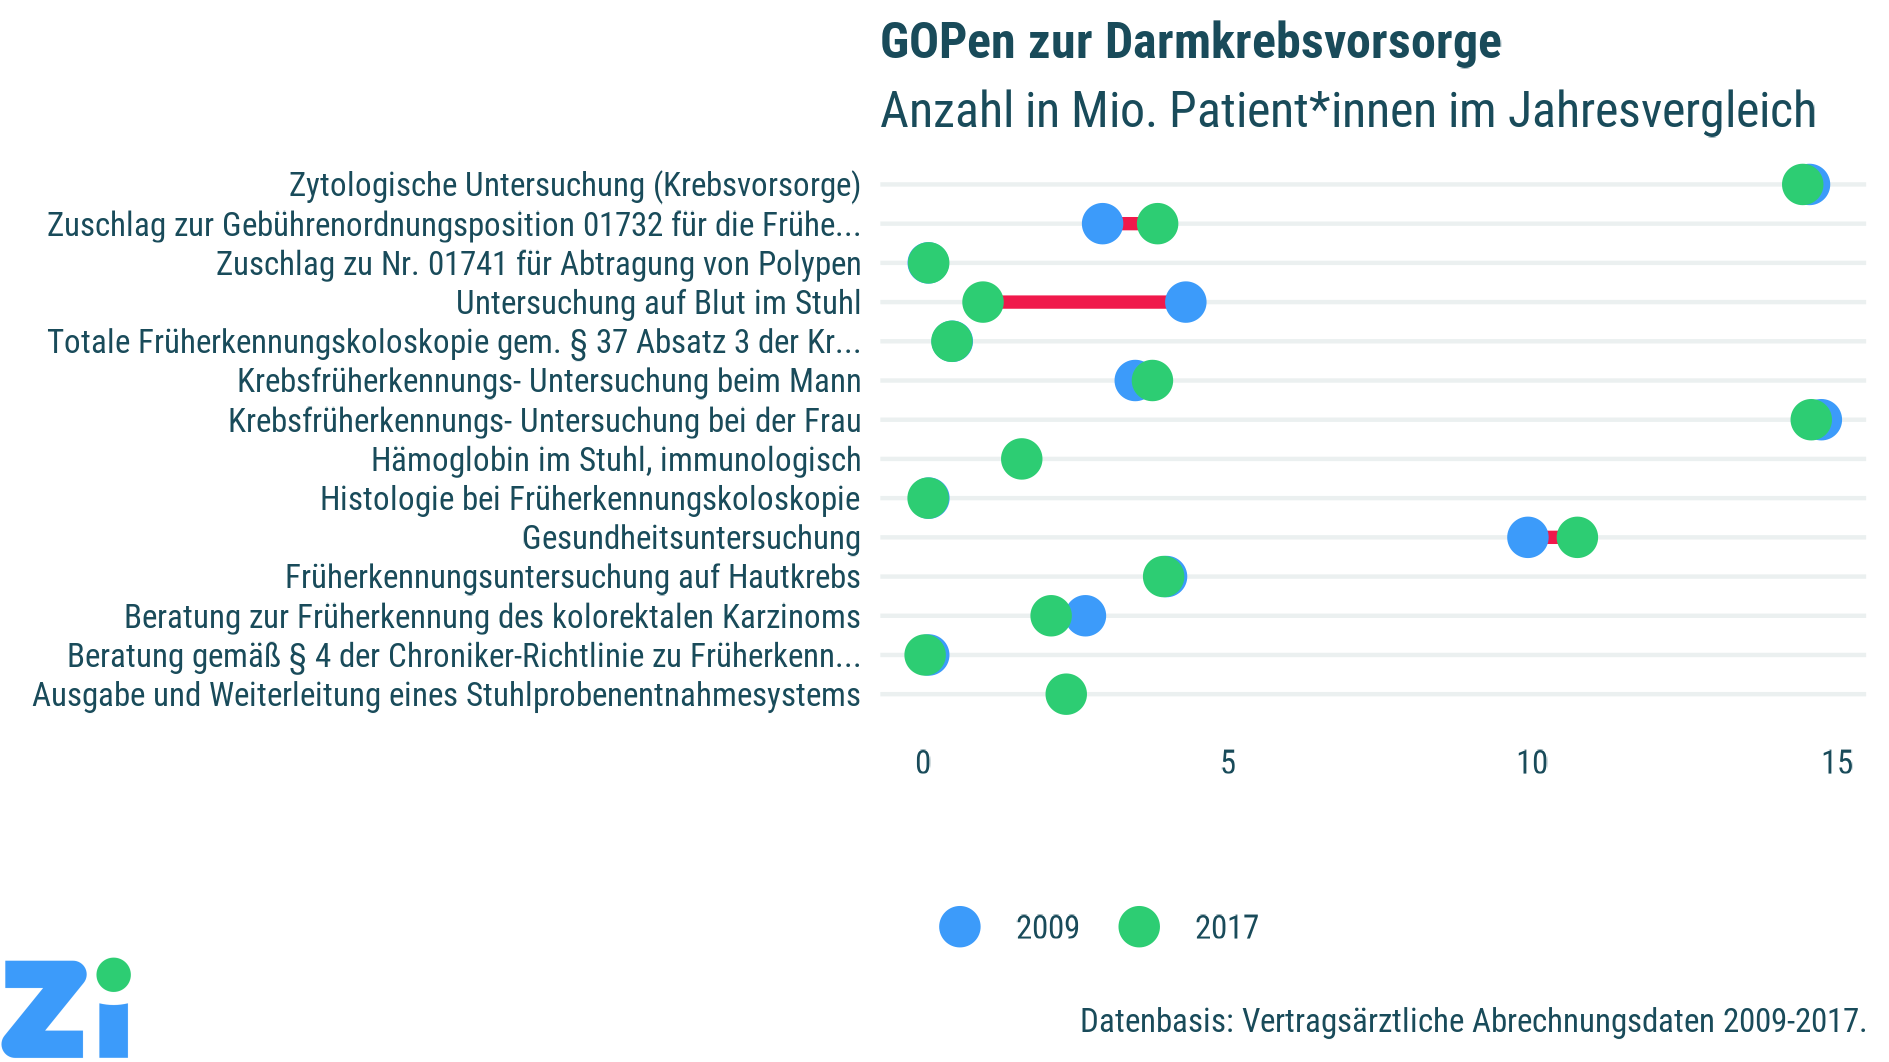 GOPen zur Darmkrebsvorsorge
Anzahl in Mio. Patient*innen im Jahresvergleich
Zytologische Untersuchung (Krebsvorsorge)
Zuschlag zur Gebührenordnungsposition 01732 für die Frühe...
Zuschlag zu Nr. 01741 für Abtragung von Polypen
Untersuchung auf Blut im Stuhl
Totale Früherkennungskoloskopie gem. § 37 Absatz 3 der Kr...
Krebsfrüherkennungs- Untersuchung beim Mann
Krebsfrüherkennungs- Untersuchung bei der Frau
Hämoglobin im Stuhl, immunologisch
Histologie bei Früherkennungskoloskopie
Gesundheitsuntersuchung
Früherkennungsuntersuchung auf Hautkrebs
Beratung zur Früherkennung des kolorektalen Karzinoms
Beratung gemäß § 4 der Chroniker-Richtlinie zu Früherkenn...
Ausgabe und Weiterleitung eines Stuhlprobenentnahmesystems
0 5 10 15
2009 2017
Zi
Datenbasis: Vertragsärztliche Abrechnungsdaten 2009-2017.